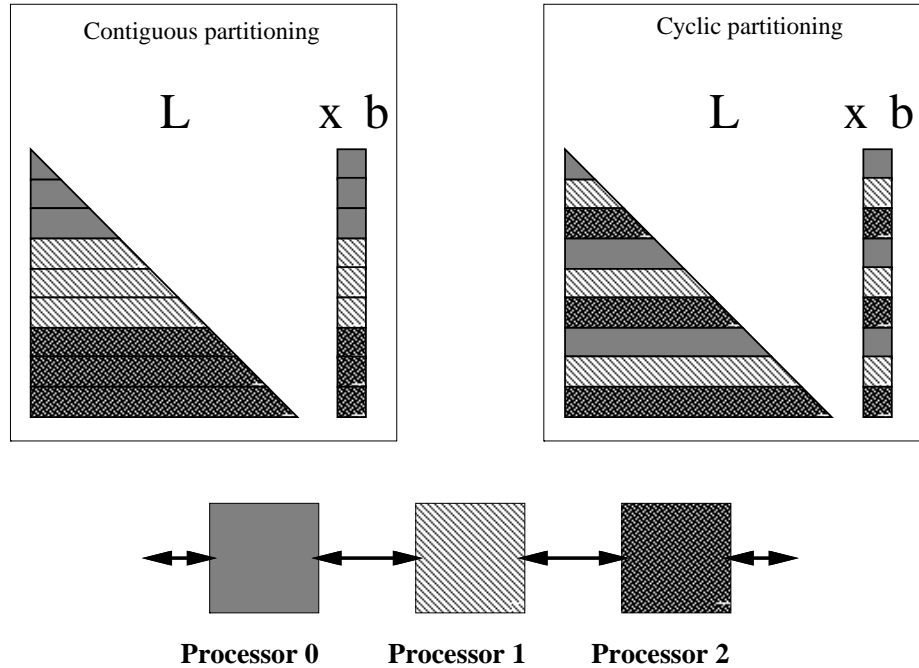 Contiguous partitioning
L
x b
Cyclic partitioning
L
x b
Processor 0
Processor 1
Processor 2